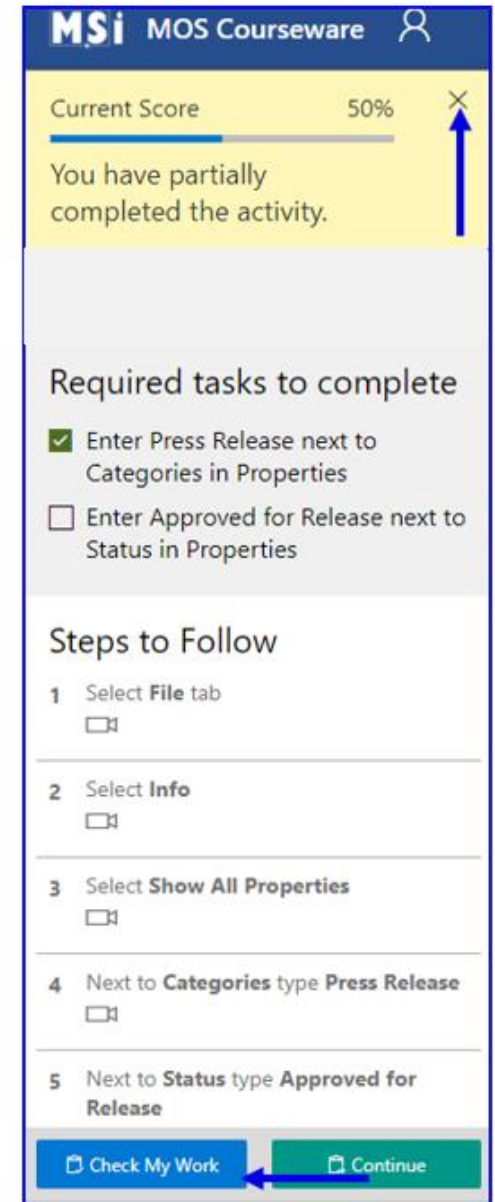 MSi MOS Courseware
Current Score 50%
You have partially
completed the activity.
Required tasks to complete
Enter Press Release next to
Categories in Properties
Enter Approved for Release next to
Status in Properties
Steps to Follow
1 Select File tab
2 Select Info
3 Select Show All Properties
4 Next to Categories type Press Release
5 Next to Status type Approved for
Release
Check My Work Continue